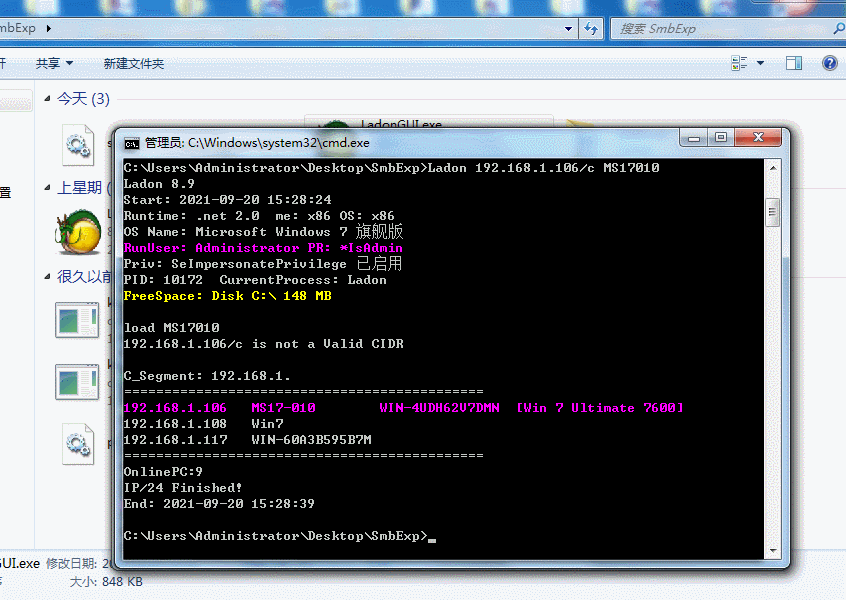 mbExp
搜索 SmbExp
开 共享 新建文件夹
今天 (3)
LadonGUI.exe
管理员: C:\Windows\system32\cmd.exe
C:\Users\Administrator\Desktop\SmbExp>Ladon 192.168.1.106/c MS17010
Ladon 8.9
Start: 2021-09-20 15:28:24
Runtime: .net 2.0  me: x86 OS: x86
OS Name: Microsoft Windows 7 旗舰版
RunUser: Administrator PR: *IsAdmin
Priv: SeImpersonatePrivilege 已启用
PID: 10172  CurrentProcess: Ladon
FreeSpace: Disk C:\ 148 MB
load MS17010
192.168.1.106/c is not a Valid CIDR
C_Segment: 192.168.1.
=============================================
192.168.1.106   MS17-010        WIN-4UDH62V7DMN  [Win 7 Ultimate 7600]
192.168.1.108   Win7
192.168.1.117   WIN-60A3B595B7M
=============================================
OnlinePC:9
IP/24 Finished!
End: 2021-09-20 15:28:39
C:\Users\Administrator\Desktop\SmbExp>
置
上星期 (
很久以前
GUI.exe 修改日期: 20
大小: 848 KB